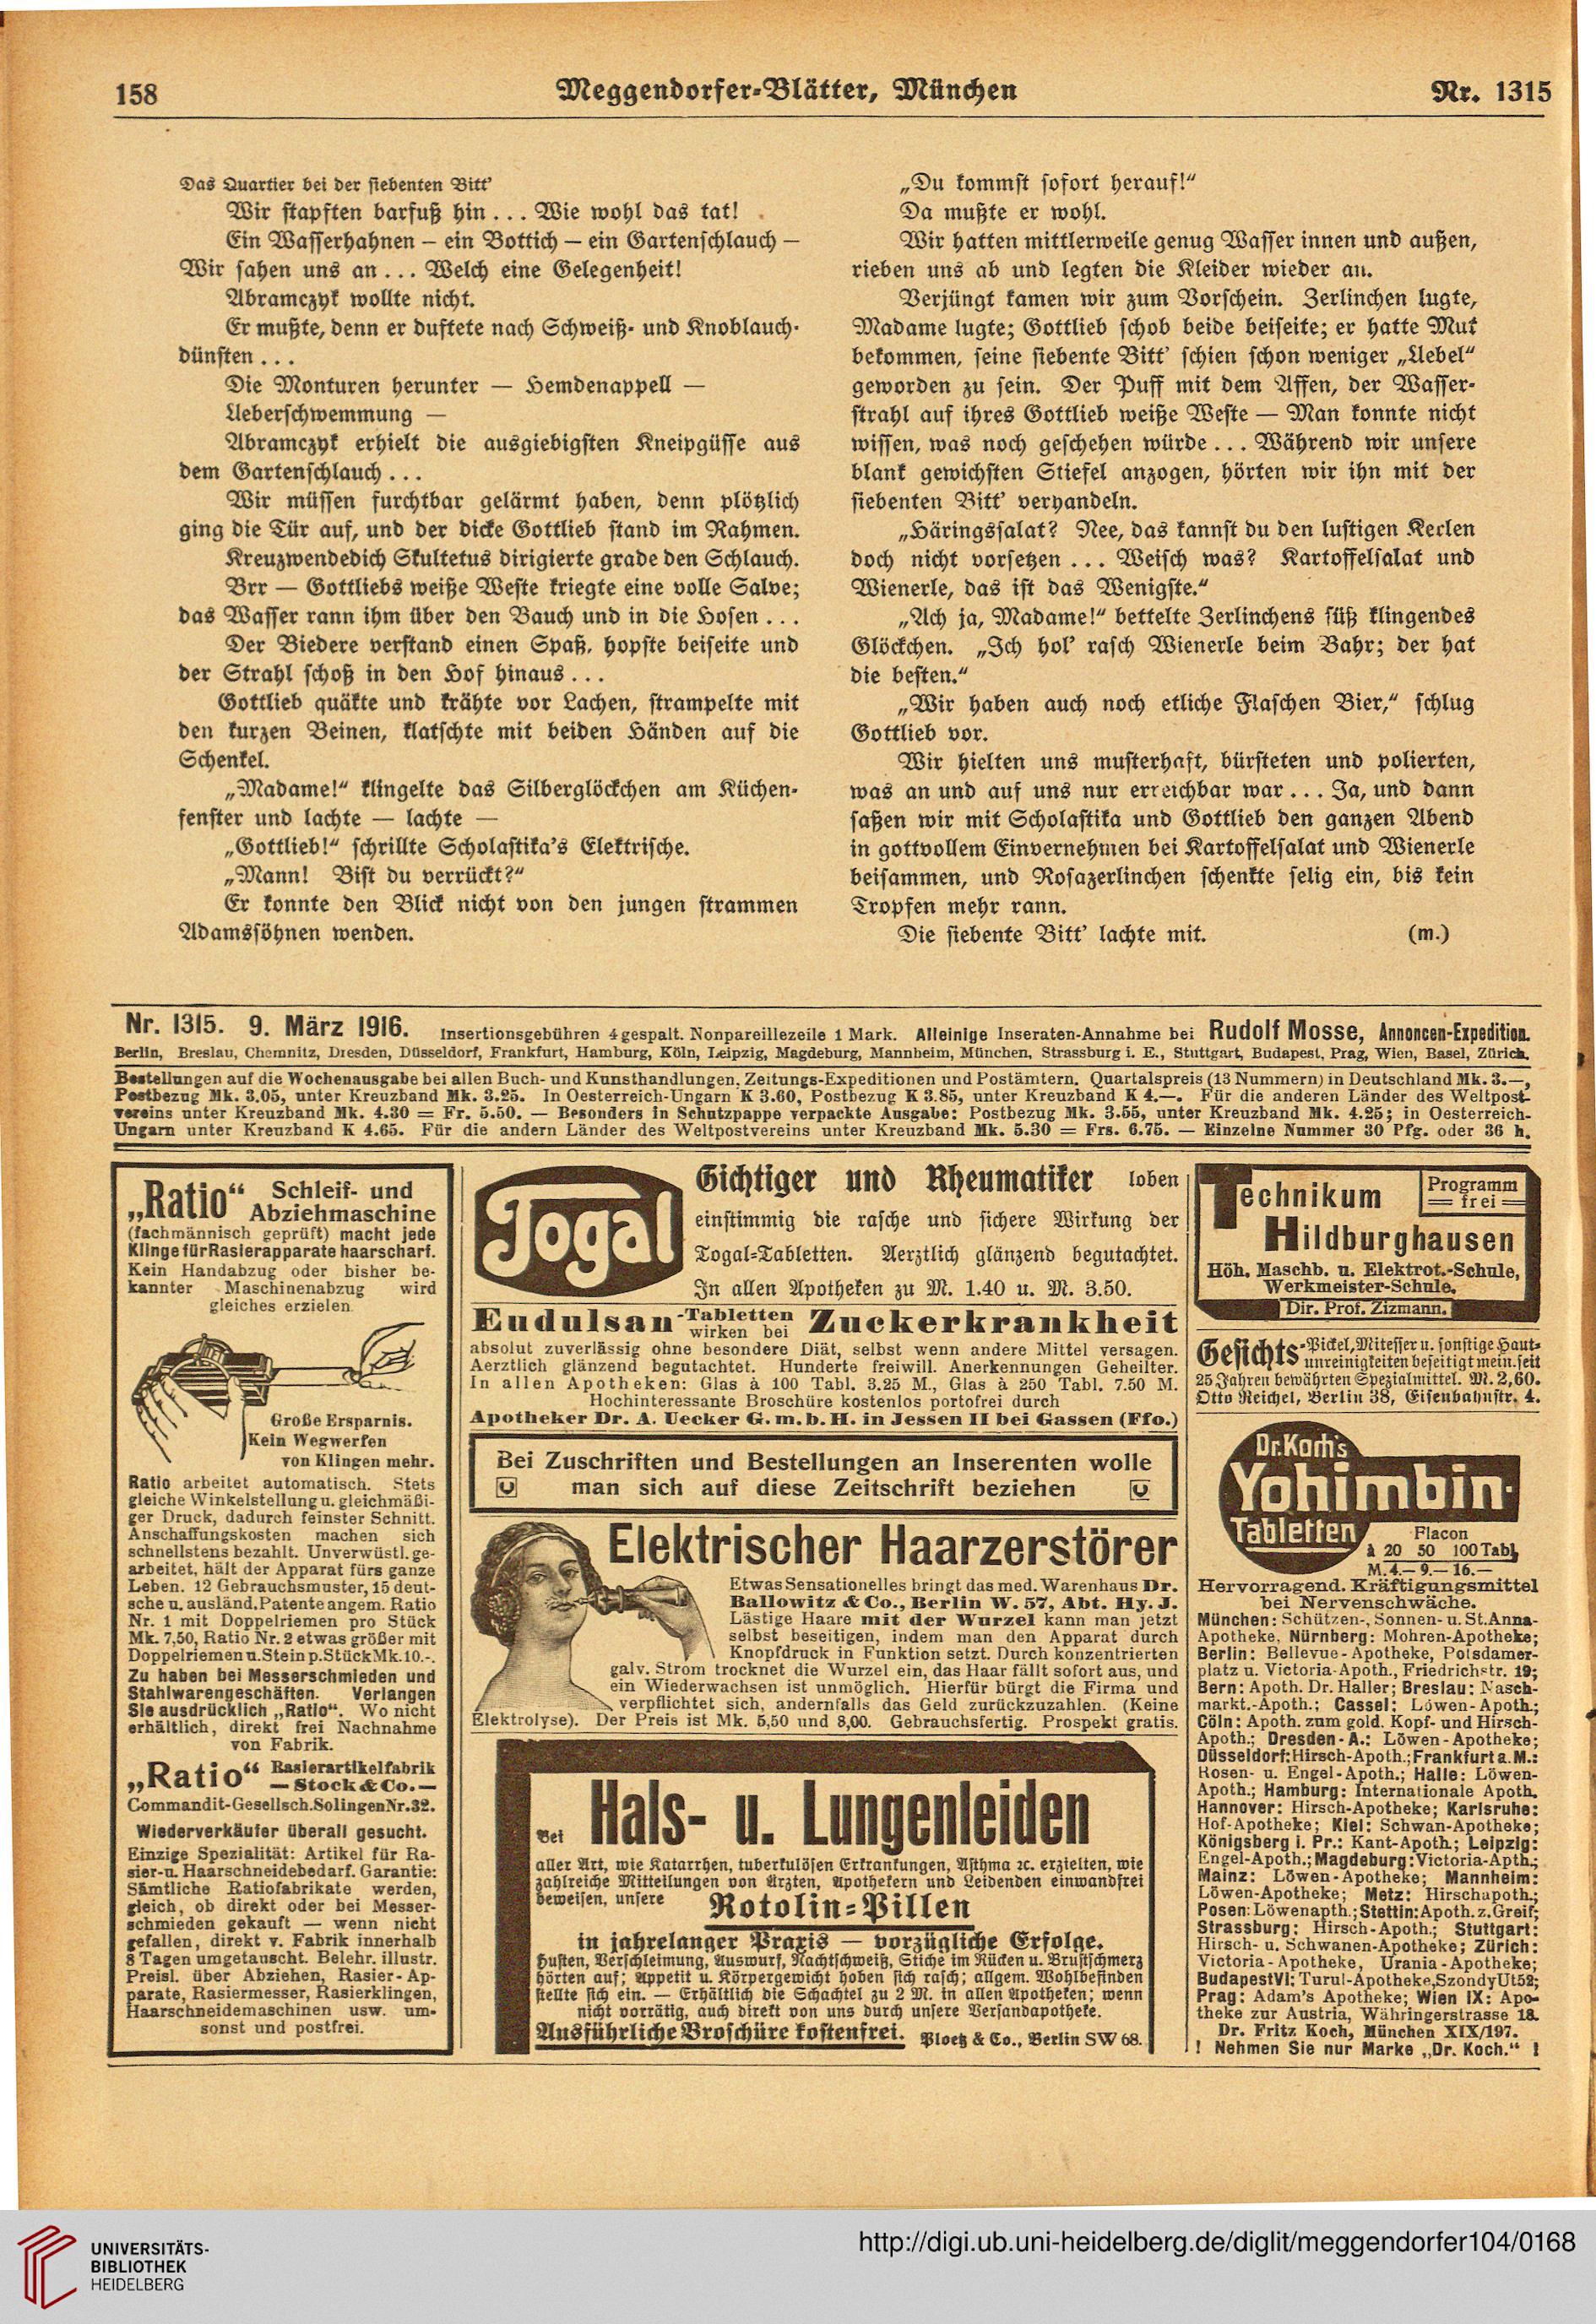 158
Meggendorfer-Blätter, München
Nr. 1315
Das Quartier bei der siebenten Bitt'
Wir stapften barfuß hin... Wie wohl das tat!
Ein Wasserhahnen – ein Bottich – ein Gartenschlauch –
Wir sahen uns an... Welch eine Gelegenheit!
Abramczyk wollte nicht.
Er mußte, denn er duftete nach Schweiß- und Knoblauch-
dünsten...
Die Monturen herunter — Hemdenappell —
Ueberschwemmung —
Abramczyk erhielt die ausgiebigsten Kneipgüsse aus
dem Gartenschlauch...
Wir müssen furchtbar gelärmt haben, denn plötzlich
ging die Tür auf, und der dicke Gottlieb stand im Rahmen.
Kreuzwendedich Skultetus dirigierte grade den Schlauch.
Brr — Gottliebs weiße Weste kriegte eine volle Salve;
das Wasser rann ihm über den Bauch und in die Hosen...
Der Biedere verstand einen Spaß, hopste beiseite und
der Strahl schoß in den Hof hinaus...
Gottlieb quäkte und krähte vor Lachen, strampelte mit
den kurzen Beinen, klatschte mit beiden Händen auf die
Schenkel.
„Madame!“ klingelte das Silberglöckchen am Küchen-
fenster und lachte — lachte —
„Gottlieb!“ schrillte Scholastika's Elektrische.
„Mann! Bist du verrückt?“
Er konnte den Blick nicht von den jungen strammen
Adamssöhnen wenden.
„Du kommst sofort herauf!“
Da mußte er wohl.
Wir hatten mittlerweile genug Wasser innen und außen,
rieben uns ab und legten die Kleider wieder an.
Verjüngt kamen wir zum Vorschein. Zerlinchen lugte,
Madame lugte; Gottlieb schob beide beiseite; er hatte Mut
bekommen, seine siebente Bitt' schien schon weniger „Uebel“
geworden zu sein. Der Puff mit dem Affen, der Wasser-
strahl auf ihres Gottlieb weiße Weste — Man konnte nicht
wissen, was noch geschehen würde... Während wir unsere
blank gewichsten Stiefel anzogen, hörten wir ihn mit der
siebenten Bitt' verhandeln.
„Häringssalat? Nee, das kannst du den lustigen Kerlen
doch nicht vorsetzen... Weisch was? Kartoffelsalat und
Wienerle, das ist das Wenigste.“
„Ach ja, Madame!“ bettelte Zerlinchens süß klingendes
Glöckchen. „Ich hol' rasch Wienerle beim Bahr; der hat
die besten.“
„Wir haben auch noch etliche Flaschen Bier,“ schlug
Gottlieb vor.
Wir hielten uns musterhaft, bürsteten und polierten,
was an und auf uns nur erreichbar war... Ja, und dann
saßen wir mit Scholastika und Gottlieb den ganzen Abend
in gottvollem Einvernehmen bei Kartoffelsalat und Wienerle
beisammen, und Rosazerlinchen schenkte selig ein, bis kein
Tropfen mehr rann.
Die siebente Bitt' lachte mit. (m.)
Nr. 1315. 9. März 1916. Insertionsgebühren 4gespalt. Nonpareillezeile 1 Mark. Alleinige Inseraten-Annahme bei Rudolf Mosse, Annoncen-Expedition.
Berlin, Breslau, Chemnitz, Dresden, Düsseldorf, Frankfurt, Hamburg, Köln, Leipzig, Magdeburg, Mannheim, München, Strassburg i. E., Stuttgart, Budapest, Prag, Wien, Basel, Zürich.
Bestellungen auf die Wochenausgabe bei allen Buch- und Kunsthandlungen, Zeitungs-Expeditionen und Postämtern. Quartalspreis (13 Nummern) in Deutschland Mk. 3.—,
Postbezug Mk. 3.05, unter Kreuzband Mk. 3.25. In Oesterreich-Ungarn K 3.60, Postbezug K 3.85, unter Kreuzband K 4.—. Für die anderen Länder des Weltpost-
vereins unter Kreuzband Mk. 4.30 = Fr. 5.50. — Besonders in Schutzpappe verpackte Ausgabe: Postbezug Mk. 3.55, unter Kreuzband Mk. 4.25; in Oesterreich-
Ungarn unter Kreuzband K 4.65. Für die andern Länder des Weltpostvereins unter Kreuzband Mk. 5.30 = Frs. 6.75. — Einzelne Nummer 30 Pfg. oder 36 h.
„Ratio“ Schleif- und
Abziehmaschine
(fachmännisch geprüft) macht jede
Klinge für Rasierapparate haarscharf.
Kein Handabzug oder bisher be-
kannter Maschinenabzug wird
gleiches erzielen
Große Ersparnis.
Kein Wegwerfen
von Klingen mehr.
Ratio arbeitet automatisch. Stets
gleiche Winkelstellung u. gleichmäßi-
ger Druck, dadurch feinster Schnitt.
Anschaffungskosten machen sich
schnellstens bezahlt. Unverwüstl. ge-
arbeitet, hält der Apparat fürs ganze
Leben. 12 Gebrauchsmuster, 15 deut-
sche u. ausländ. Patente angem. Ratio
Nr. 1 mit Doppelriemen pro Stück
Mk. 7,50, Ratio Nr. 2 etwas größer mit
Doppelriemen u. Stein p. Stück Mk. 10.-.
Zu haben bei Messerschmieden und
Stahlwarengeschäften. Verlangen
Sie ausdrücklich „Ratio“. Wo nicht
erhältlich, direkt frei Nachnahme
von Fabrik.
„Ratio“ Rasierartikelfabrik
— Stock & Co. —
Commandit-Gesellsch. Solingen Nr. 32.
Wiederverkäufer überall gesucht.
Einzige Spezialität: Artikel für Ra-
sier- u. Haarschneidebedarf. Garantie:
Sämtliche Ratiofabrikate werden,
gleich, ob direkt oder bei Messer-
schmieden gekauft — wenn nicht
gefallen, direkt v. Fabrik innerhalb
8 Tagen umgetauscht. Belehr. illustr.
Preisl. über Abziehen, Rasier-Ap-
parate, Rasiermesser, Rasierklingen,
Haarschneidemaschinen usw. um-
sonst und postfrei.
Togal
Gichtiger und Rheumatiker loben
einstimmig die rasche und sichere Wirkung der
Togal-Tabletten. Aerztlich glänzend begutachtet.
In allen Apotheken zu M. 1.40 u. M. 3.50.
Eudulsan-Tabletten wirken bei Zuckerkrankheit
absolut zuverlässig ohne besondere Diät, selbst wenn andere Mittel versagen.
Aerztlich glänzend begutachtet. Hunderte freiwill. Anerkennungen Geheilter.
In allen Apotheken: Glas à 100 Tabl. 3.25 M., Glas à 250 Tabl. 7.50 M.
Hochinteressante Broschüre kostenlos portofrei durch
Apotheker Dr. A. Uecker G. m. b. H. in Jessen II bei Gassen (Ffo.)
Bei Zuschriften und Bestellungen an Inserenten wolle
man sich auf diese Zeitschrift beziehen
Elektrischer Haarzerstörer
Etwas Sensationelles bringt das med. Warenhaus Dr.
Ballowitz & Co., Berlin W. 57, Abt. Hy. J.
Lästige Haare mit der Wurzel kann man jetzt
selbst beseitigen, indem man den Apparat durch
Knopfdruck in Funktion setzt. Durch konzentrierten
galv. Strom trocknet die Wurzel ein, das Haar fällt sofort aus, und
ein Wiederwachsen ist unmöglich. Hierfür bürgt die Firma und
verpflichtet sich, andernfalls das Geld zurückzuzahlen. (Keine
Elektrolyse). Der Preis ist Mk. 5,50 und 8,00. Gebrauchsfertig. Prospekt gratis.
Bei Hals- u. Lungenleiden
aller Art, wie Katarrhen, tuberkulösen Erkrankungen, Asthma ꝛc. erzielten, wie
zahlreiche Mitteilungen von Ärzten, Apothekern und Leidenden einwandfrei
beweisen, unsere Rotolin-Pillen
in jahrelanger Praxis — vorzügliche Erfolge.
Husten, Verschleimung, Auswurf, Nachtschweiß, Stiche im Rücken u. Brustschmerz
hörten auf; Appetit u. Körpergewicht hoben sich rasch; allgem. Wohlbefinden
stellte sich ein. — Erhältlich die Schachtel zu 2 M. in allen Apotheken; wenn
nicht vorrätig, auch direkt von uns durch unsere Versandapotheke.
Ausführliche Broschüre kostenfrei. Ploetz & Co., Berlin SW 68.
Technikum
Programm
frei
Hildburghausen
Höh. Maschb. u. Elektrot.-Schule,
Werkmeister-Schule.
Dir. Prof. Zizmann.
Gesichts-Pickel, Mitesser u. sonstige Haut-
unreinigkeiten beseitigt mein. seit
25 Jahren bewährten Spezialmittel. M. 2,60.
Otto Reichel, Berlin 38, Eisenbahnstr. 4.
Dr. Koch's
Yohimbin-
Tabletten
Flacon
à 20 50 100 Tabl.
M. 4.— 9.— 16.—
Hervorragend. Kräftigungsmittel
bei Nervenschwäche.
München: Schützen-, Sonnen- u. St. Anna-
Apotheke, Nürnberg: Mohren-Apotheke;
Berlin: Bellevue-Apotheke, Potsdamer-
platz u. Victoria-Apoth., Friedrichstr. 19;
Bern: Apoth. Dr. Haller; Breslau: Nasch-
markt.-Apoth.; Cassel: Löwen-Apoth.;
Cöln: Apoth. zum gold. Kopf- und Hirsch-
Apoth.; Dresden-A.: Löwen-Apotheke;
Düsseldorf: Hirsch-Apoth.; Frankfurt a. M.:
Rosen- u. Engel-Apoth.; Halle: Löwen-
Apoth.; Hamburg: Internationale Apoth.
Hannover: Hirsch-Apotheke; Karlsruhe:
Hof-Apotheke; Kiel: Schwan-Apotheke;
Königsberg i. Pr.: Kant-Apoth.; Leipzig:
Engel-Apoth.; Magdeburg: Victoria-Apth.;
Mainz: Löwen-Apotheke; Mannheim:
Löwen-Apotheke; Metz: Hirschapoth.;
Posen: Löwenapth.; Stettin: Apoth. z. Greif;
Strassburg: Hirsch-Apoth.; Stuttgart:
Hirsch- u. Schwanen-Apotheke; Zürich:
Victoria-Apotheke, Urania-Apotheke;
Budapest VI: Turul-Apotheke, Szondy Ut 52;
Prag: Adam's Apotheke; Wien IX: Apo-
theke zur Austria, Währingerstrasse 18.
Dr. Fritz Koch, München XIX/197.
! Nehmen Sie nur Marke „Dr. Koch.“ !
UNIVERSITÄTS-
BIBLIOTHEK
HEIDELBERG
http://digi.ub.uni-heidelberg.de/diglit/meggendorfer104/0168